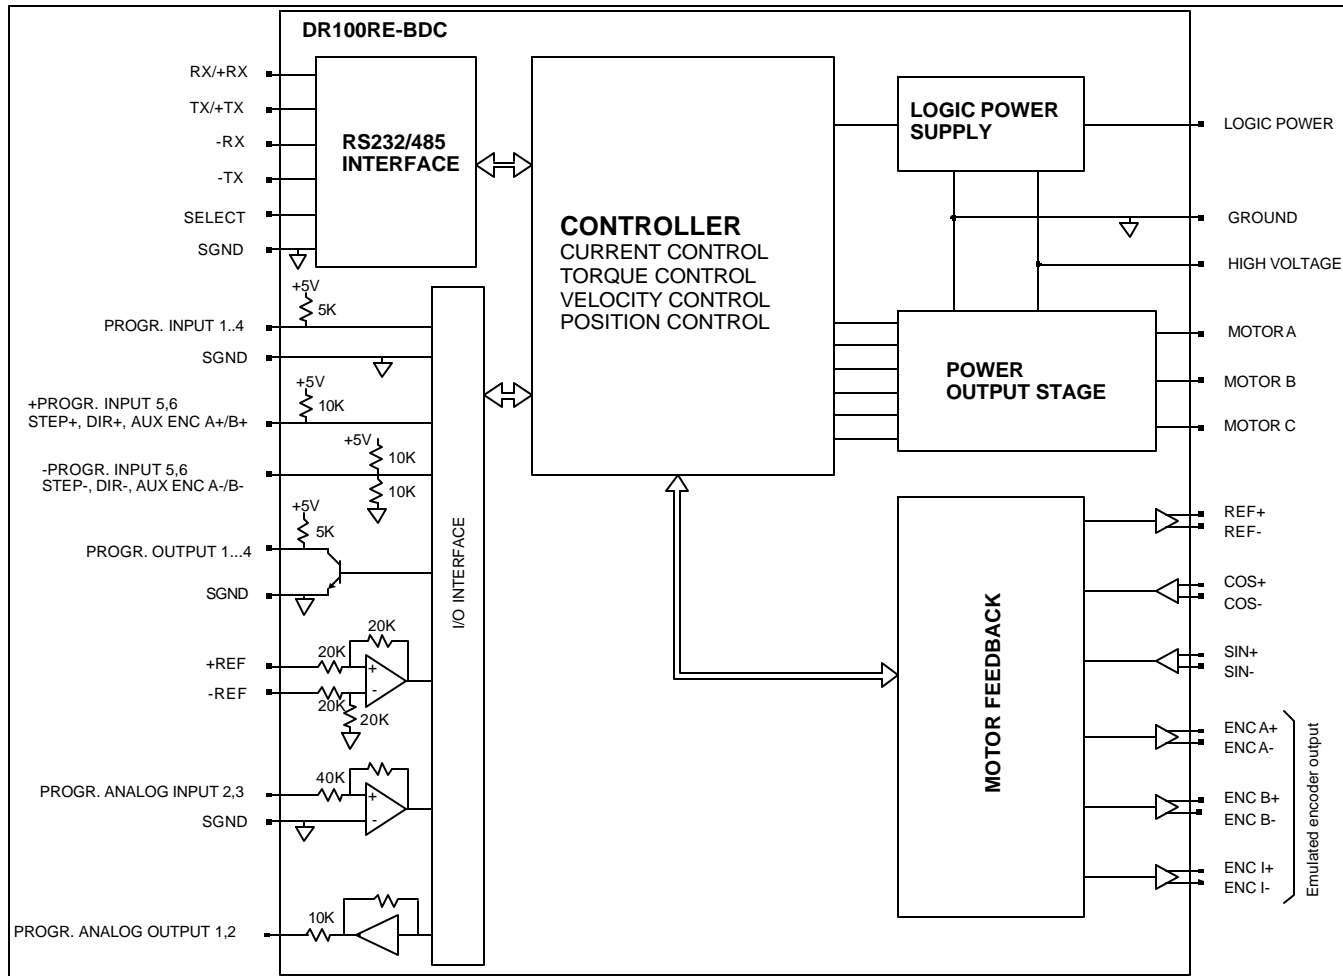 DR100RE-BDC
RX/+RX
TX/+TX
-RX
-TX
SELECT
SGND
RS232/485
INTERFACE
+5V
5K
PROGR. INPUT 1..4
SGND
+5V
10K
+PROGR. INPUT 5,6
STEP+, DIR+, AUX ENC A+/B+
+5V
10K
-PROGR. INPUT 5,6
STEP-, DIR-, AUX ENC A-/B-
10K
+5V
5K
PROGR. OUTPUT 1...4
SGND
20K
20K
+REF
+
-REF
-
20K
20K
40K
PROGR. ANALOG INPUT 2,3
+
SGND
-
10K
PROGR. ANALOG OUTPUT 1,2
I/O INTERFACE
CONTROLLER
CURRENT CONTROL
TORQUE CONTROL
VELOCITY CONTROL
POSITION CONTROL
LOGIC POWER
SUPPLY
LOGIC POWER
GROUND
HIGH VOLTAGE
POWER
OUTPUT STAGE
MOTOR A
MOTOR B
MOTOR C
MOTOR FEEDBACK
REF+
REF-
COS+
COS-
SIN+
SIN-
ENC A+
ENC A-
ENC B+
ENC B-
ENC I+
ENC I-
Emulated encoder output